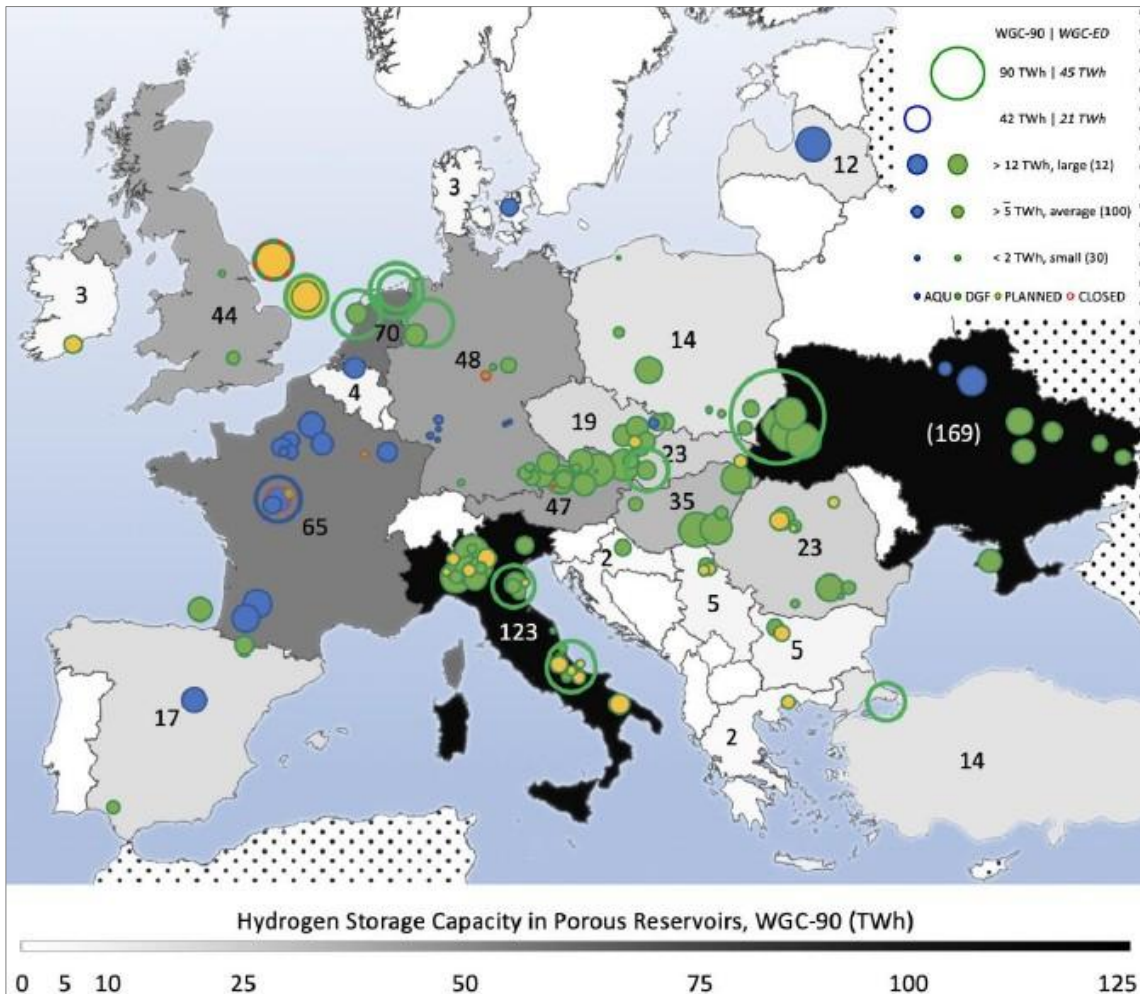 WGC-90 | WGC-ED
90 TWh | 45 TWh
42 TWh | 21 TWh
> 12 TWh, large (12)
> 5 TWh, average (100)
< 2 TWh, small (30)
AQU DGF PLANNED CLOSED
12
3
3
44
70
48
14
4
19
(169)
23
47
35
65
2
23
5
123
5
17
2
14
Hydrogen Storage Capacity in Porous Reservoirs, WGC-90 (TWh)
0 5 10 25 50 75 100 125